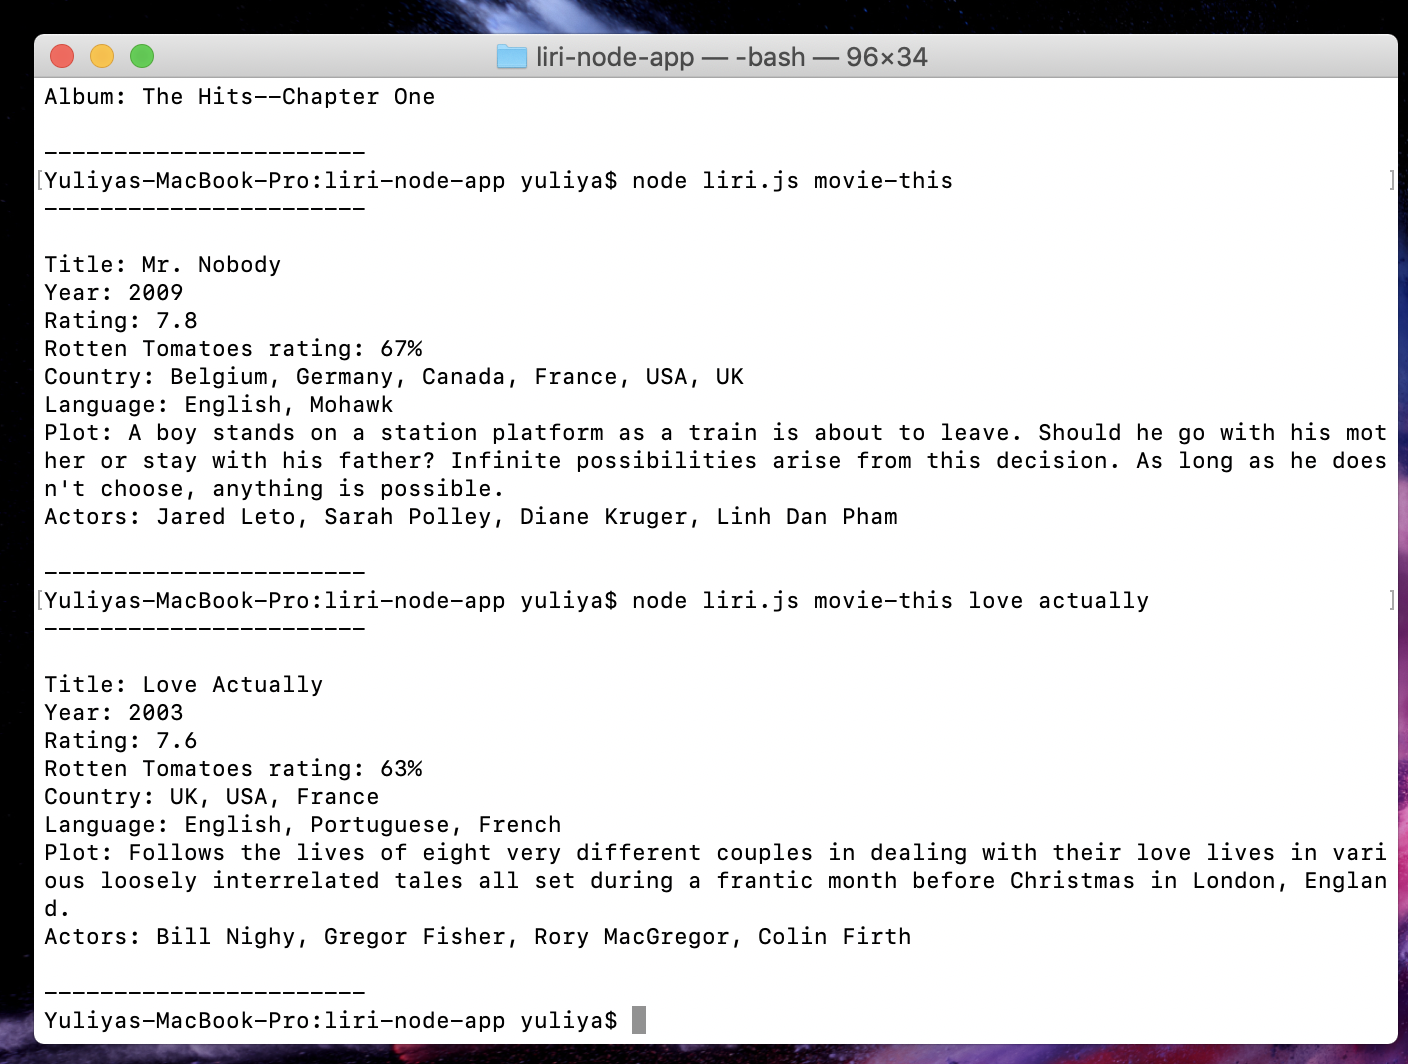 liri-node-app — -bash — 96×34
Album: The Hits--Chapter One
-----------------------
[Yuliyas-MacBook-Pro:liri-node-app yuliya$ node liri.js movie-this ]
-----------------------
Title: Mr. Nobody
Year: 2009
Rating: 7.8
Rotten Tomatoes rating: 67%
Country: Belgium, Germany, Canada, France, USA, UK
Language: English, Mohawk
Plot: A boy stands on a station platform as a train is about to leave. Should he go with his mot
her or stay with his father? Infinite possibilities arise from this decision. As long as he does
n't choose, anything is possible.
Actors: Jared Leto, Sarah Polley, Diane Kruger, Linh Dan Pham
-----------------------
[Yuliyas-MacBook-Pro:liri-node-app yuliya$ node liri.js movie-this love actually ]
-----------------------
Title: Love Actually
Year: 2003
Rating: 7.6
Rotten Tomatoes rating: 63%
Country: UK, USA, France
Language: English, Portuguese, French
Plot: Follows the lives of eight very different couples in dealing with their love lives in vari
ous loosely interrelated tales all set during a frantic month before Christmas in London, Englan
d.
Actors: Bill Nighy, Gregor Fisher, Rory MacGregor, Colin Firth
-----------------------
Yuliyas-MacBook-Pro:liri-node-app yuliya$